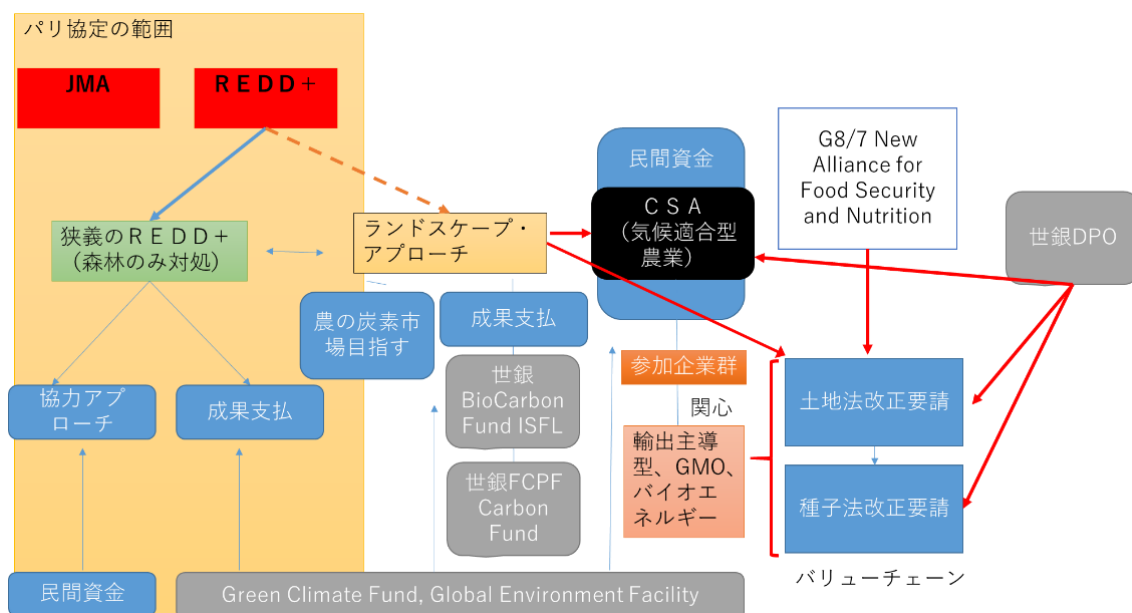 パリ協定の範囲
JMA
ＲＥＤＤ＋
狭義のＲＥＤＤ＋
（森林のみ対処）
ランドスケープ・
アプローチ
民間資金
ＣＳＡ
（気候適合型
農業）
G8/7 New
Alliance for
Food Security
and Nutrition
世銀DPO
農の炭素市
場目指す
成果支払
世銀
BioCarbon
Fund ISFL
世銀FCPF
Carbon
Fund
参加企業群
関心
輸出主導
型、GMO、
バイオエ
ネルギー
土地法改正要請
種子法改正要請
バリューチェーン
協力アプ
ローチ
成果支払
民間資金
Green Climate Fund, Global Environment Facility